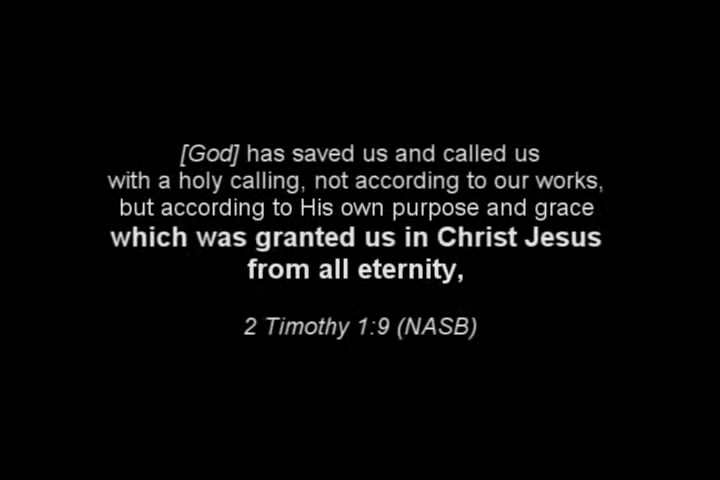 [God] has saved us and called us
with a holy calling, not according to our works,
but according to His own purpose and grace
which was granted us in Christ Jesus
from all eternity,
2 Timothy 1:9 (NASB)